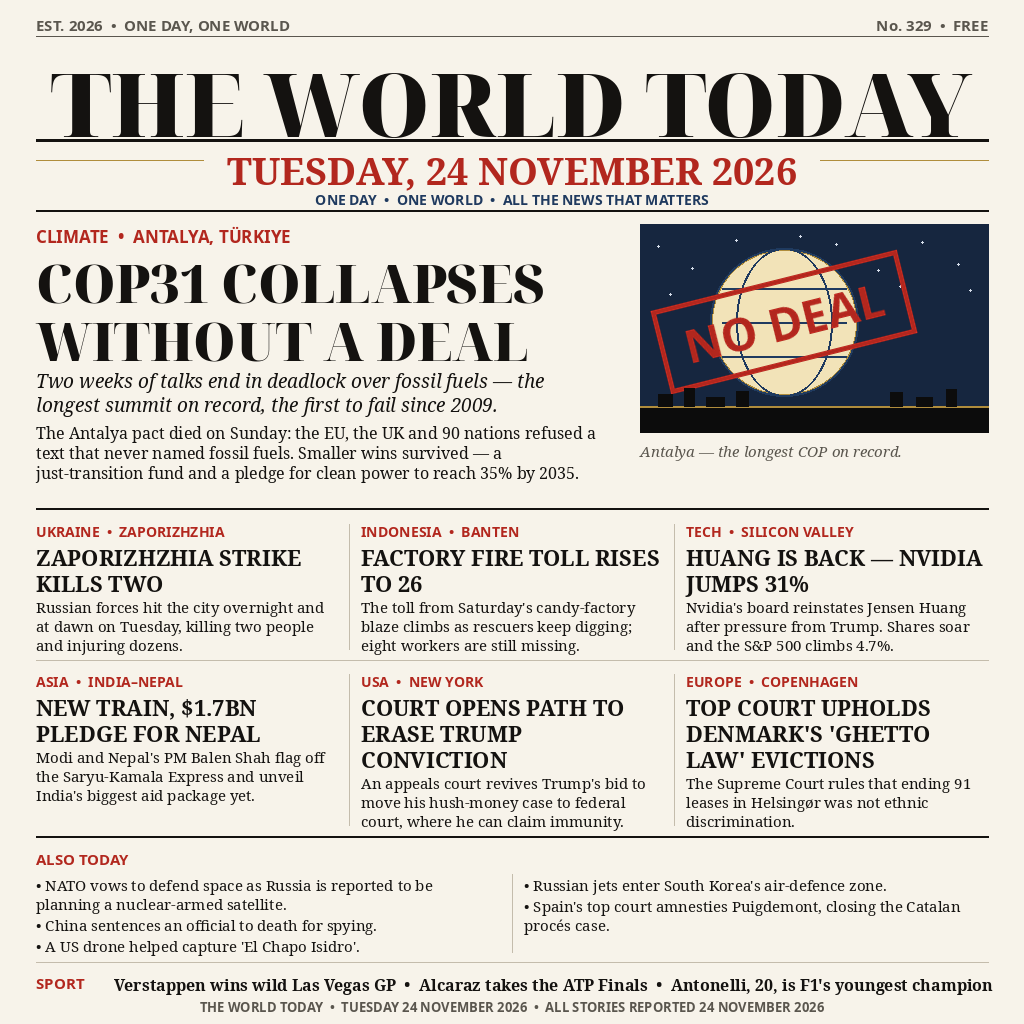 EST. 2026 • ONE DAY, ONE WORLD
No. 329 • FREE
THE WORLD TODAY
TUESDAY, 24 NOVEMBER 2026
ONE DAY • ONE WORLD • ALL THE NEWS THAT MATTERS
CLIMATE • ANTALYA, TÜRKIYE
COP31 COLLAPSES
WITHOUT A DEAL
Two weeks of talks end in deadlock over fossil fuels — the
longest summit on record, the first to fail since 2009.
The Antalya pact died on Sunday: the EU, the UK and 90 nations refused a
text that never named fossil fuels. Smaller wins survived — a
just-transition fund and a pledge for clean power to reach 35% by 2035.
NO DEAL
Antalya — the longest COP on record.
UKRAINE • ZAPORIZHZHIA
ZAPORIZHZHIA STRIKE
KILLS TWO
Russian forces hit the city overnight and
at dawn on Tuesday, killing two people
and injuring dozens.
INDONESIA • BANTEN
FACTORY FIRE TOLL RISES
TO 26
The toll from Saturday's candy-factory
blaze climbs as rescuers keep digging;
eight workers are still missing.
TECH • SILICON VALLEY
HUANG IS BACK — NVIDIA
JUMPS 31%
Nvidia's board reinstates Jensen Huang
after pressure from Trump. Shares soar
and the S&P 500 climbs 4.7%.
ASIA • INDIA–NEPAL
NEW TRAIN, $1.7BN
PLEDGE FOR NEPAL
Modi and Nepal's PM Balen Shah flag off
the Saryu-Kamala Express and unveil
India's biggest aid package yet.
USA • NEW YORK
COURT OPENS PATH TO
ERASE TRUMP
CONVICTION
An appeals court revives Trump's bid to
move his hush-money case to federal
court, where he can claim immunity.
EUROPE • COPENHAGEN
TOP COURT UPHOLDS
DENMARK'S 'GHETTO
LAW' EVICTIONS
The Supreme Court rules that ending 91
leases in Helsingør was not ethnic
discrimination.
ALSO TODAY
• NATO vows to defend space as Russia is reported to be
planning a nuclear-armed satellite.
• China sentences an official to death for spying.
• A US drone helped capture 'El Chapo Isidro'.
• Russian jets enter South Korea's air-defence zone.
• Spain's top court amnesties Puigdemont, closing the Catalan
procés case.
SPORT Verstappen wins wild Las Vegas GP • Alcaraz takes the ATP Finals • Antonelli, 20, is F1's youngest champion
THE WORLD TODAY • TUESDAY 24 NOVEMBER 2026 • ALL STORIES REPORTED 24 NOVEMBER 2026